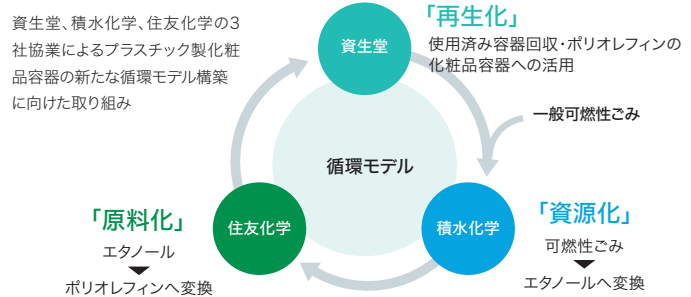 資生堂、積水化学、住友化学の3
社協業によるプラスチック製化粧
品容器の新たな循環モデル構築
に向けた取り組み
資生堂
「再生化」
使用済み容器回収・ポリオレフィンの
化粧品容器への活用
一般可燃性ごみ
循環モデル
「原料化」
エタノール
ポリオレフィンへ変換
住友化学
積水化学
「資源化」
可燃性ごみ
エタノールへ変換